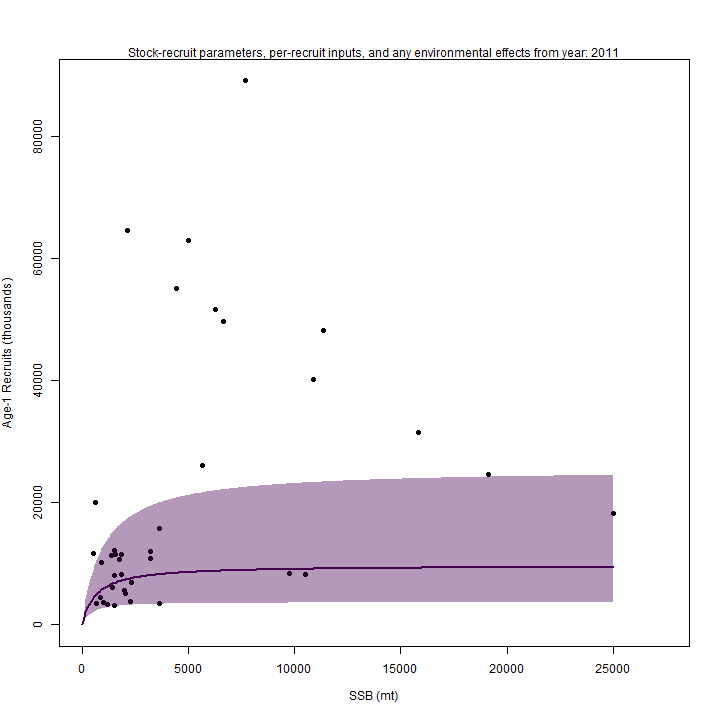 Stock-recruit parameters, per-recruit inputs, and any environmental effects from year: 2011
80000
60000
40000
20000
0
Age-1 Recruits (thousands)
0 5000 10000 15000 20000 25000
SSB (mt)